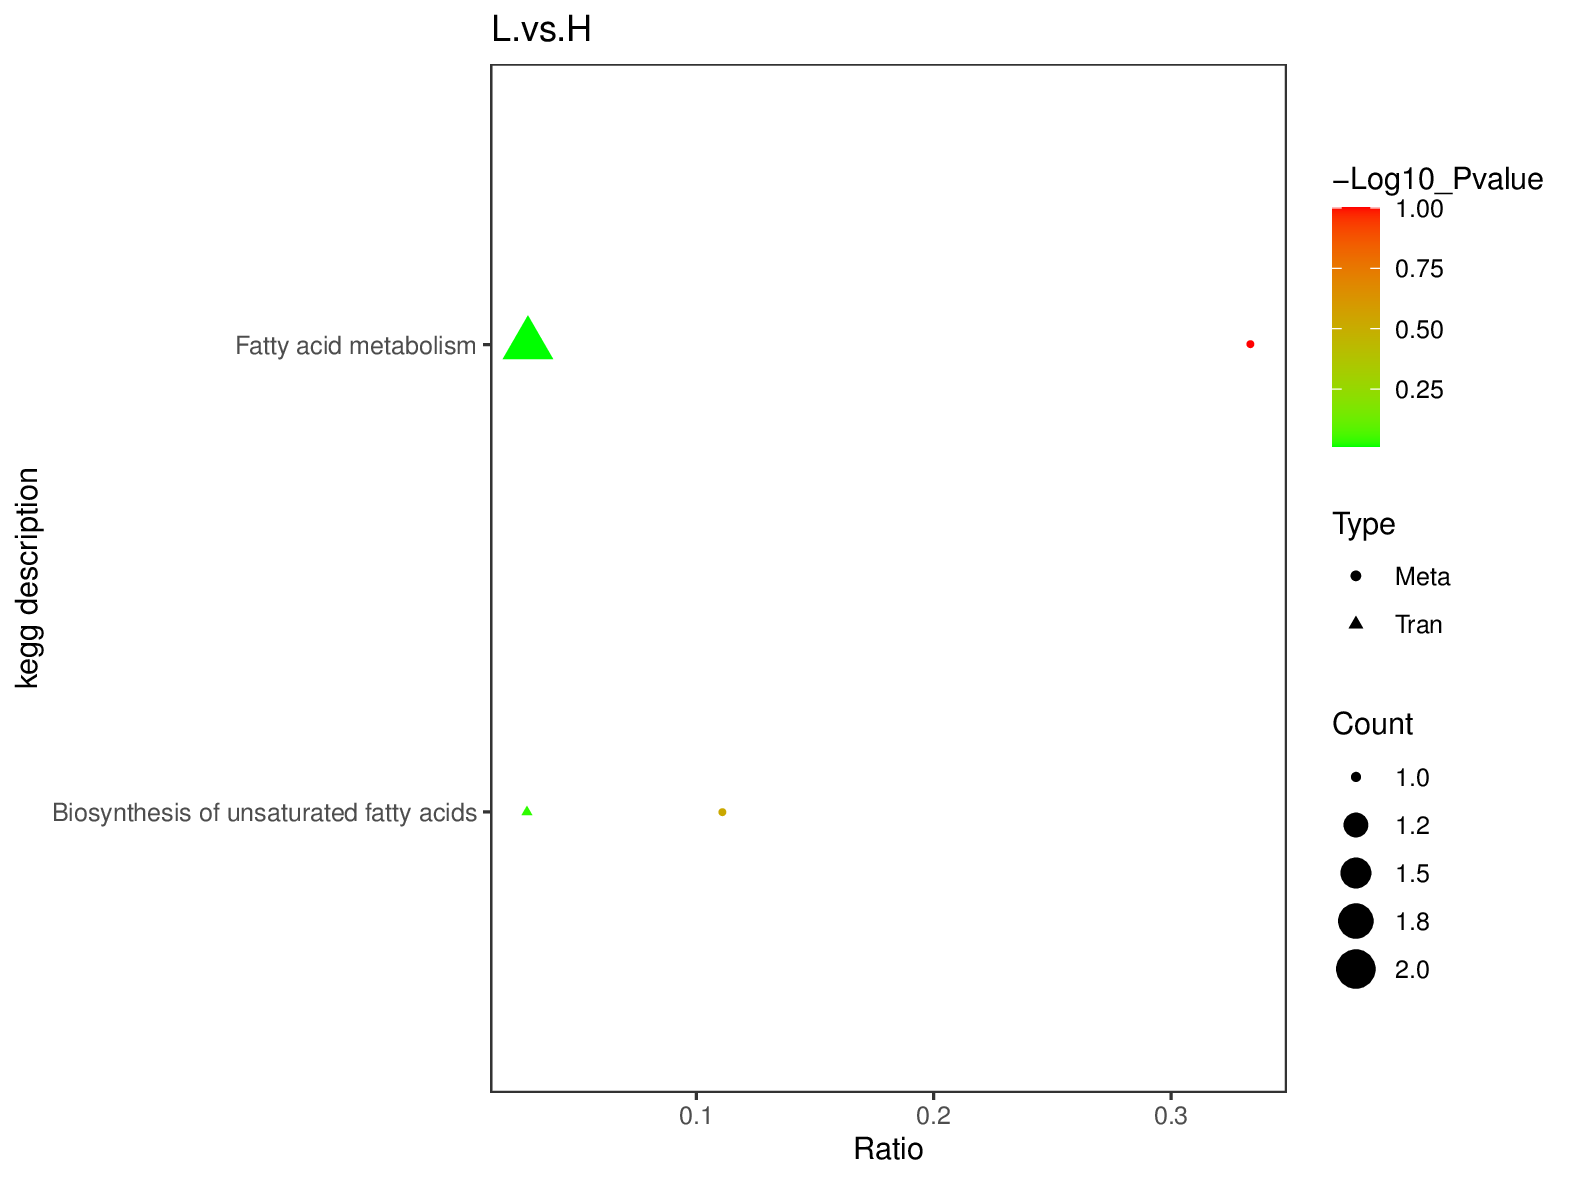 L.vs.H
kegg description
Fatty acid metabolism
Biosynthesis of unsaturated fatty acids
0.1
0.2
0.3
Ratio
−Log10_Pvalue
1.00
0.75
0.50
0.25
Type
Meta
Tran
Count
1.0
1.2
1.5
1.8
2.0